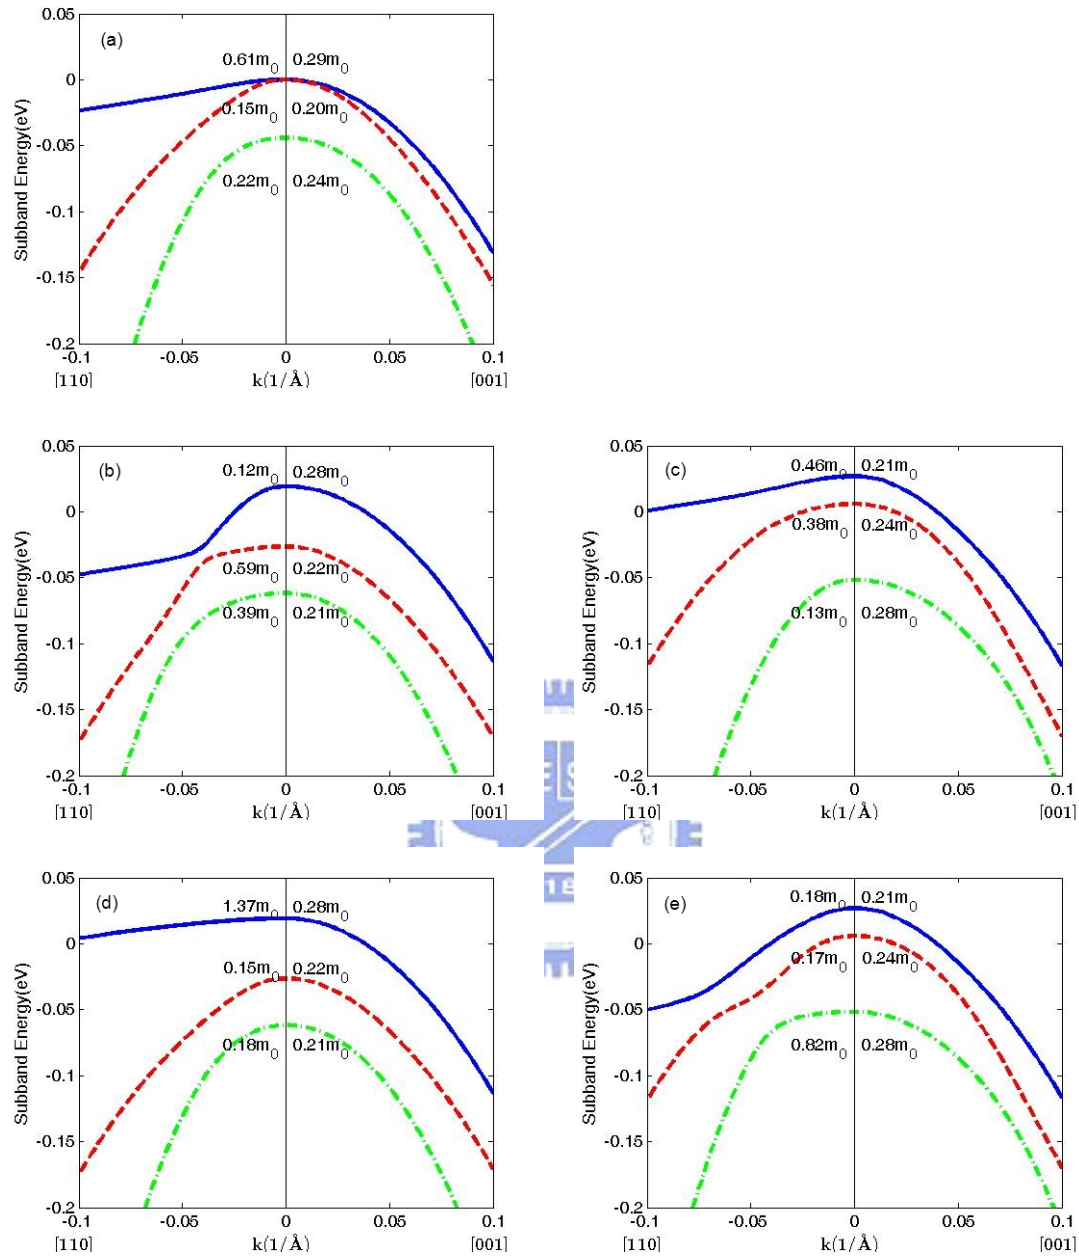 (a)
0.05
0
-0.05
-0.1
-0.15
-0.2
Subband Energy(eV)
0.61m0 0.29m0
0.15m0 0.20m0
0.22m0 0.24m0
-0.1 -0.05 0 0.05 0.1
[110] k(1/Å) [001]
(b)
0.05
0
-0.05
-0.1
-0.15
-0.2
Subband Energy(eV)
0.12m0 0.28m0
0.59m0 0.22m0
0.39m0 0.21m0
-0.1 -0.05 0 0.05 0.1
[110] k(1/Å) [001]
(c)
0.05
0
-0.05
-0.1
-0.15
-0.2
Subband Energy(eV)
0.46m0 0.21m0
0.38m0 0.24m0
0.13m0 0.28m0
-0.1 -0.05 0 0.05 0.1
[110] k(1/Å) [001]
(d)
0.05
0
-0.05
-0.1
-0.15
-0.2
Subband Energy(eV)
1.37m0 0.28m0
0.15m0 0.22m0
0.18m0 0.21m0
-0.1 -0.05 0 0.05 0.1
[110] k(1/Å) [001]
(e)
0.05
0
-0.05
-0.1
-0.15
-0.2
Subband Energy(eV)
0.18m0 0.21m0
0.17m0 0.24m0
0.82m0 0.28m0
-0.1 -0.05 0 0.05 0.1
[110] k(1/Å) [001]
E S
18